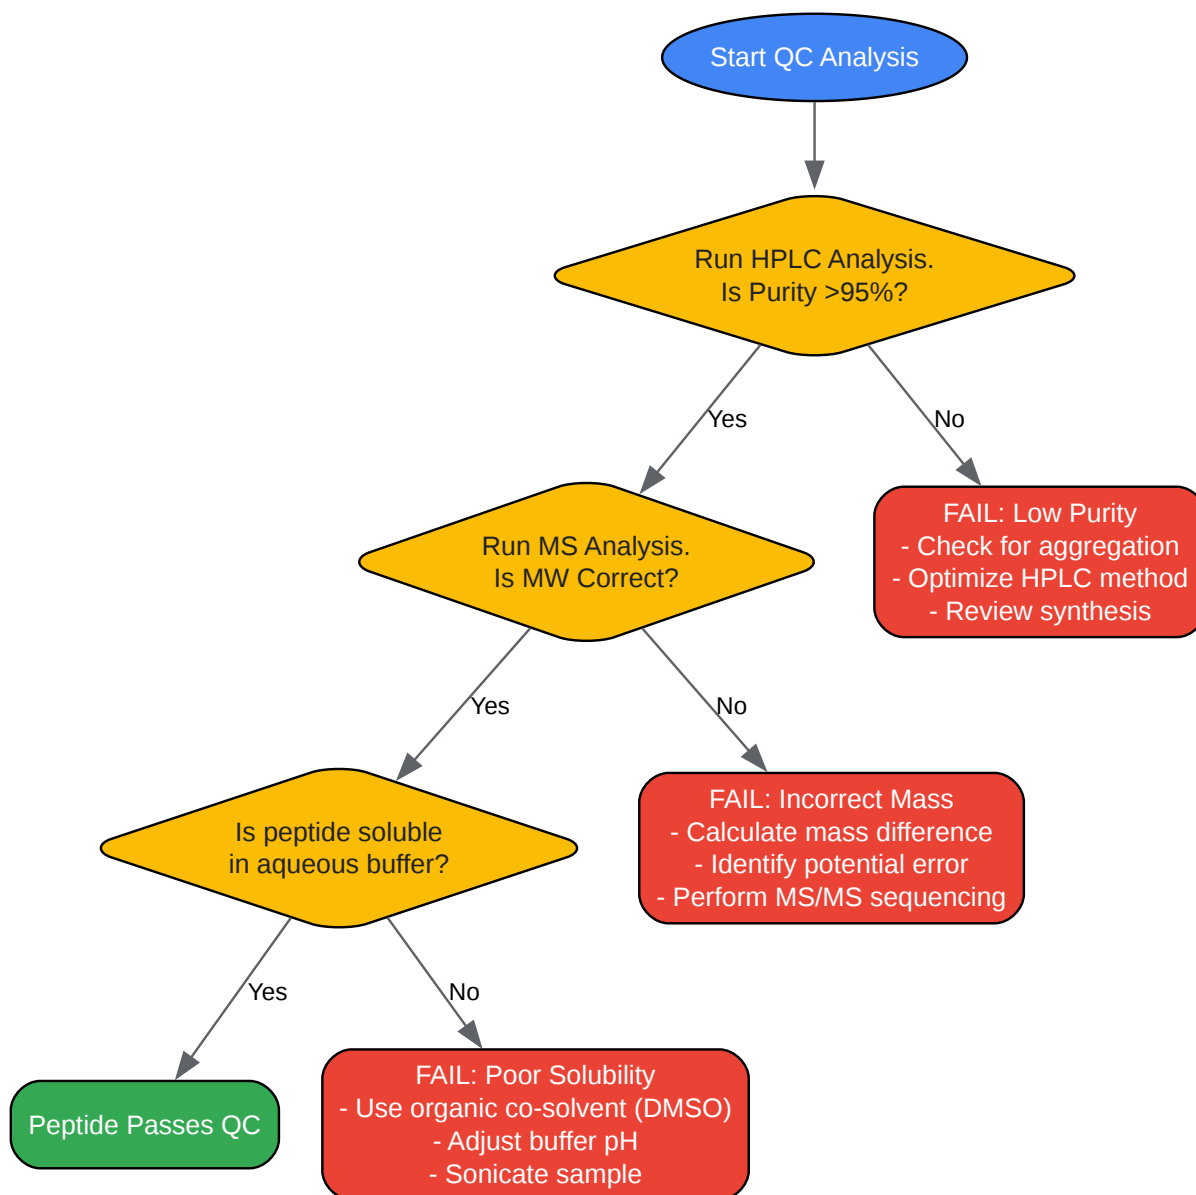 Start QC Analysis
Run HPLC Analysis.
Is Purity >95%?
Yes
No
Run MS Analysis.
Is MW Correct?
FAIL: Low Purity
- Check for aggregation
- Optimize HPLC method
- Review synthesis
Yes
No
Is peptide soluble
in aqueous buffer?
FAIL: Incorrect Mass
- Calculate mass difference
- Identify potential error
- Perform MS/MS sequencing
Yes
No
Peptide Passes QC
FAIL: Poor Solubility
- Use organic co-solvent (DMSO)
- Adjust buffer pH
- Sonicate sample